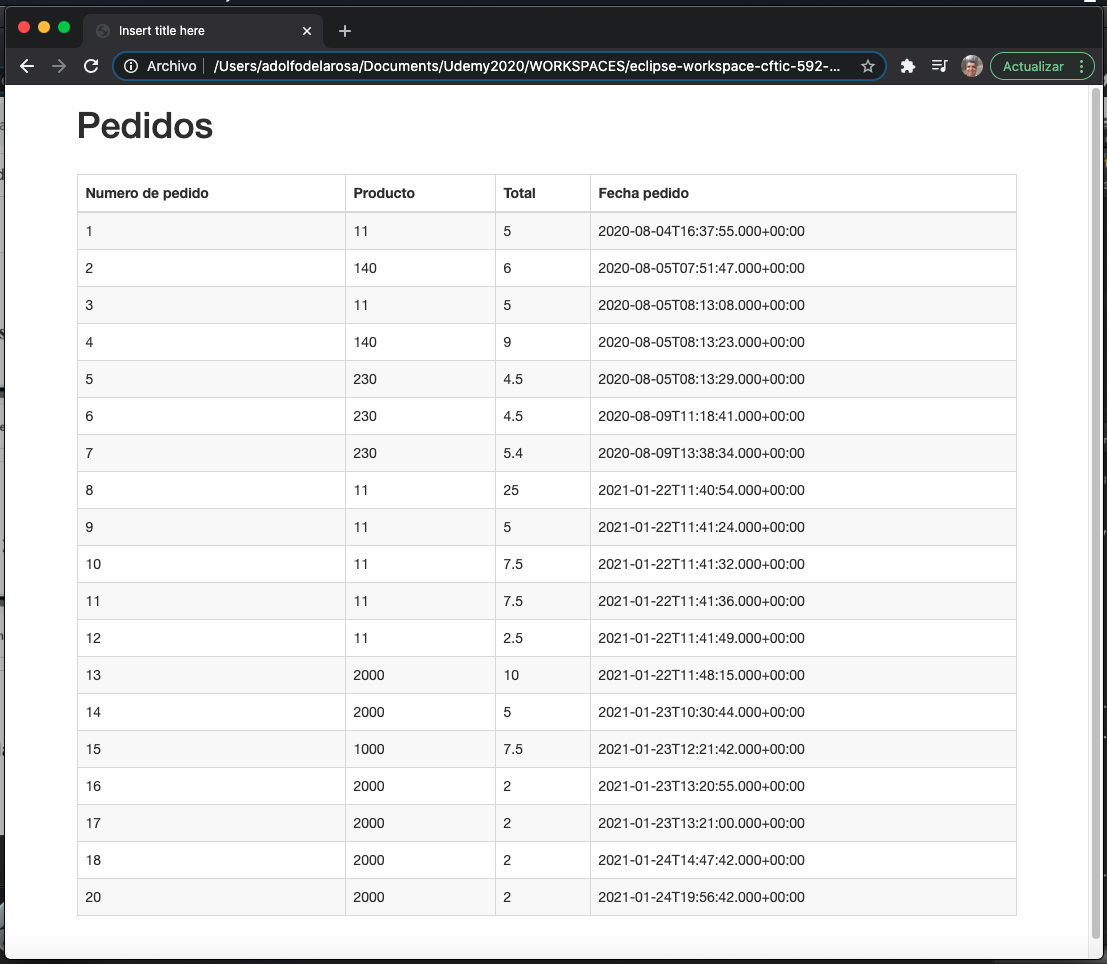 Insert title here
Archivo /Users/adolfodelarosa/Documents/Udemy2020/WORKSPACES/eclipse-workspace-cftic-592-... Actualizar
Pedidos
Numero de pedido Producto Total Fecha pedido
1 11 5 2020-08-04T16:37:55.000+00:00
2 140 6 2020-08-05T07:51:47.000+00:00
3 11 5 2020-08-05T08:13:08.000+00:00
4 140 9 2020-08-05T08:13:23.000+00:00
5 230 4.5 2020-08-05T08:13:29.000+00:00
6 230 4.5 2020-08-09T11:18:41.000+00:00
7 230 5.4 2020-08-09T13:38:34.000+00:00
8 11 25 2021-01-22T11:40:54.000+00:00
9 11 5 2021-01-22T11:41:24.000+00:00
10 11 7.5 2021-01-22T11:41:32.000+00:00
11 11 7.5 2021-01-22T11:41:36.000+00:00
12 11 2.5 2021-01-22T11:41:49.000+00:00
13 2000 10 2021-01-22T11:48:15.000+00:00
14 2000 5 2021-01-23T10:30:44.000+00:00
15 1000 7.5 2021-01-23T12:21:42.000+00:00
16 2000 2 2021-01-23T13:20:55.000+00:00
17 2000 2 2021-01-23T13:21:00.000+00:00
18 2000 2 2021-01-24T14:47:42.000+00:00
20 2000 2 2021-01-24T19:56:42.000+00:00